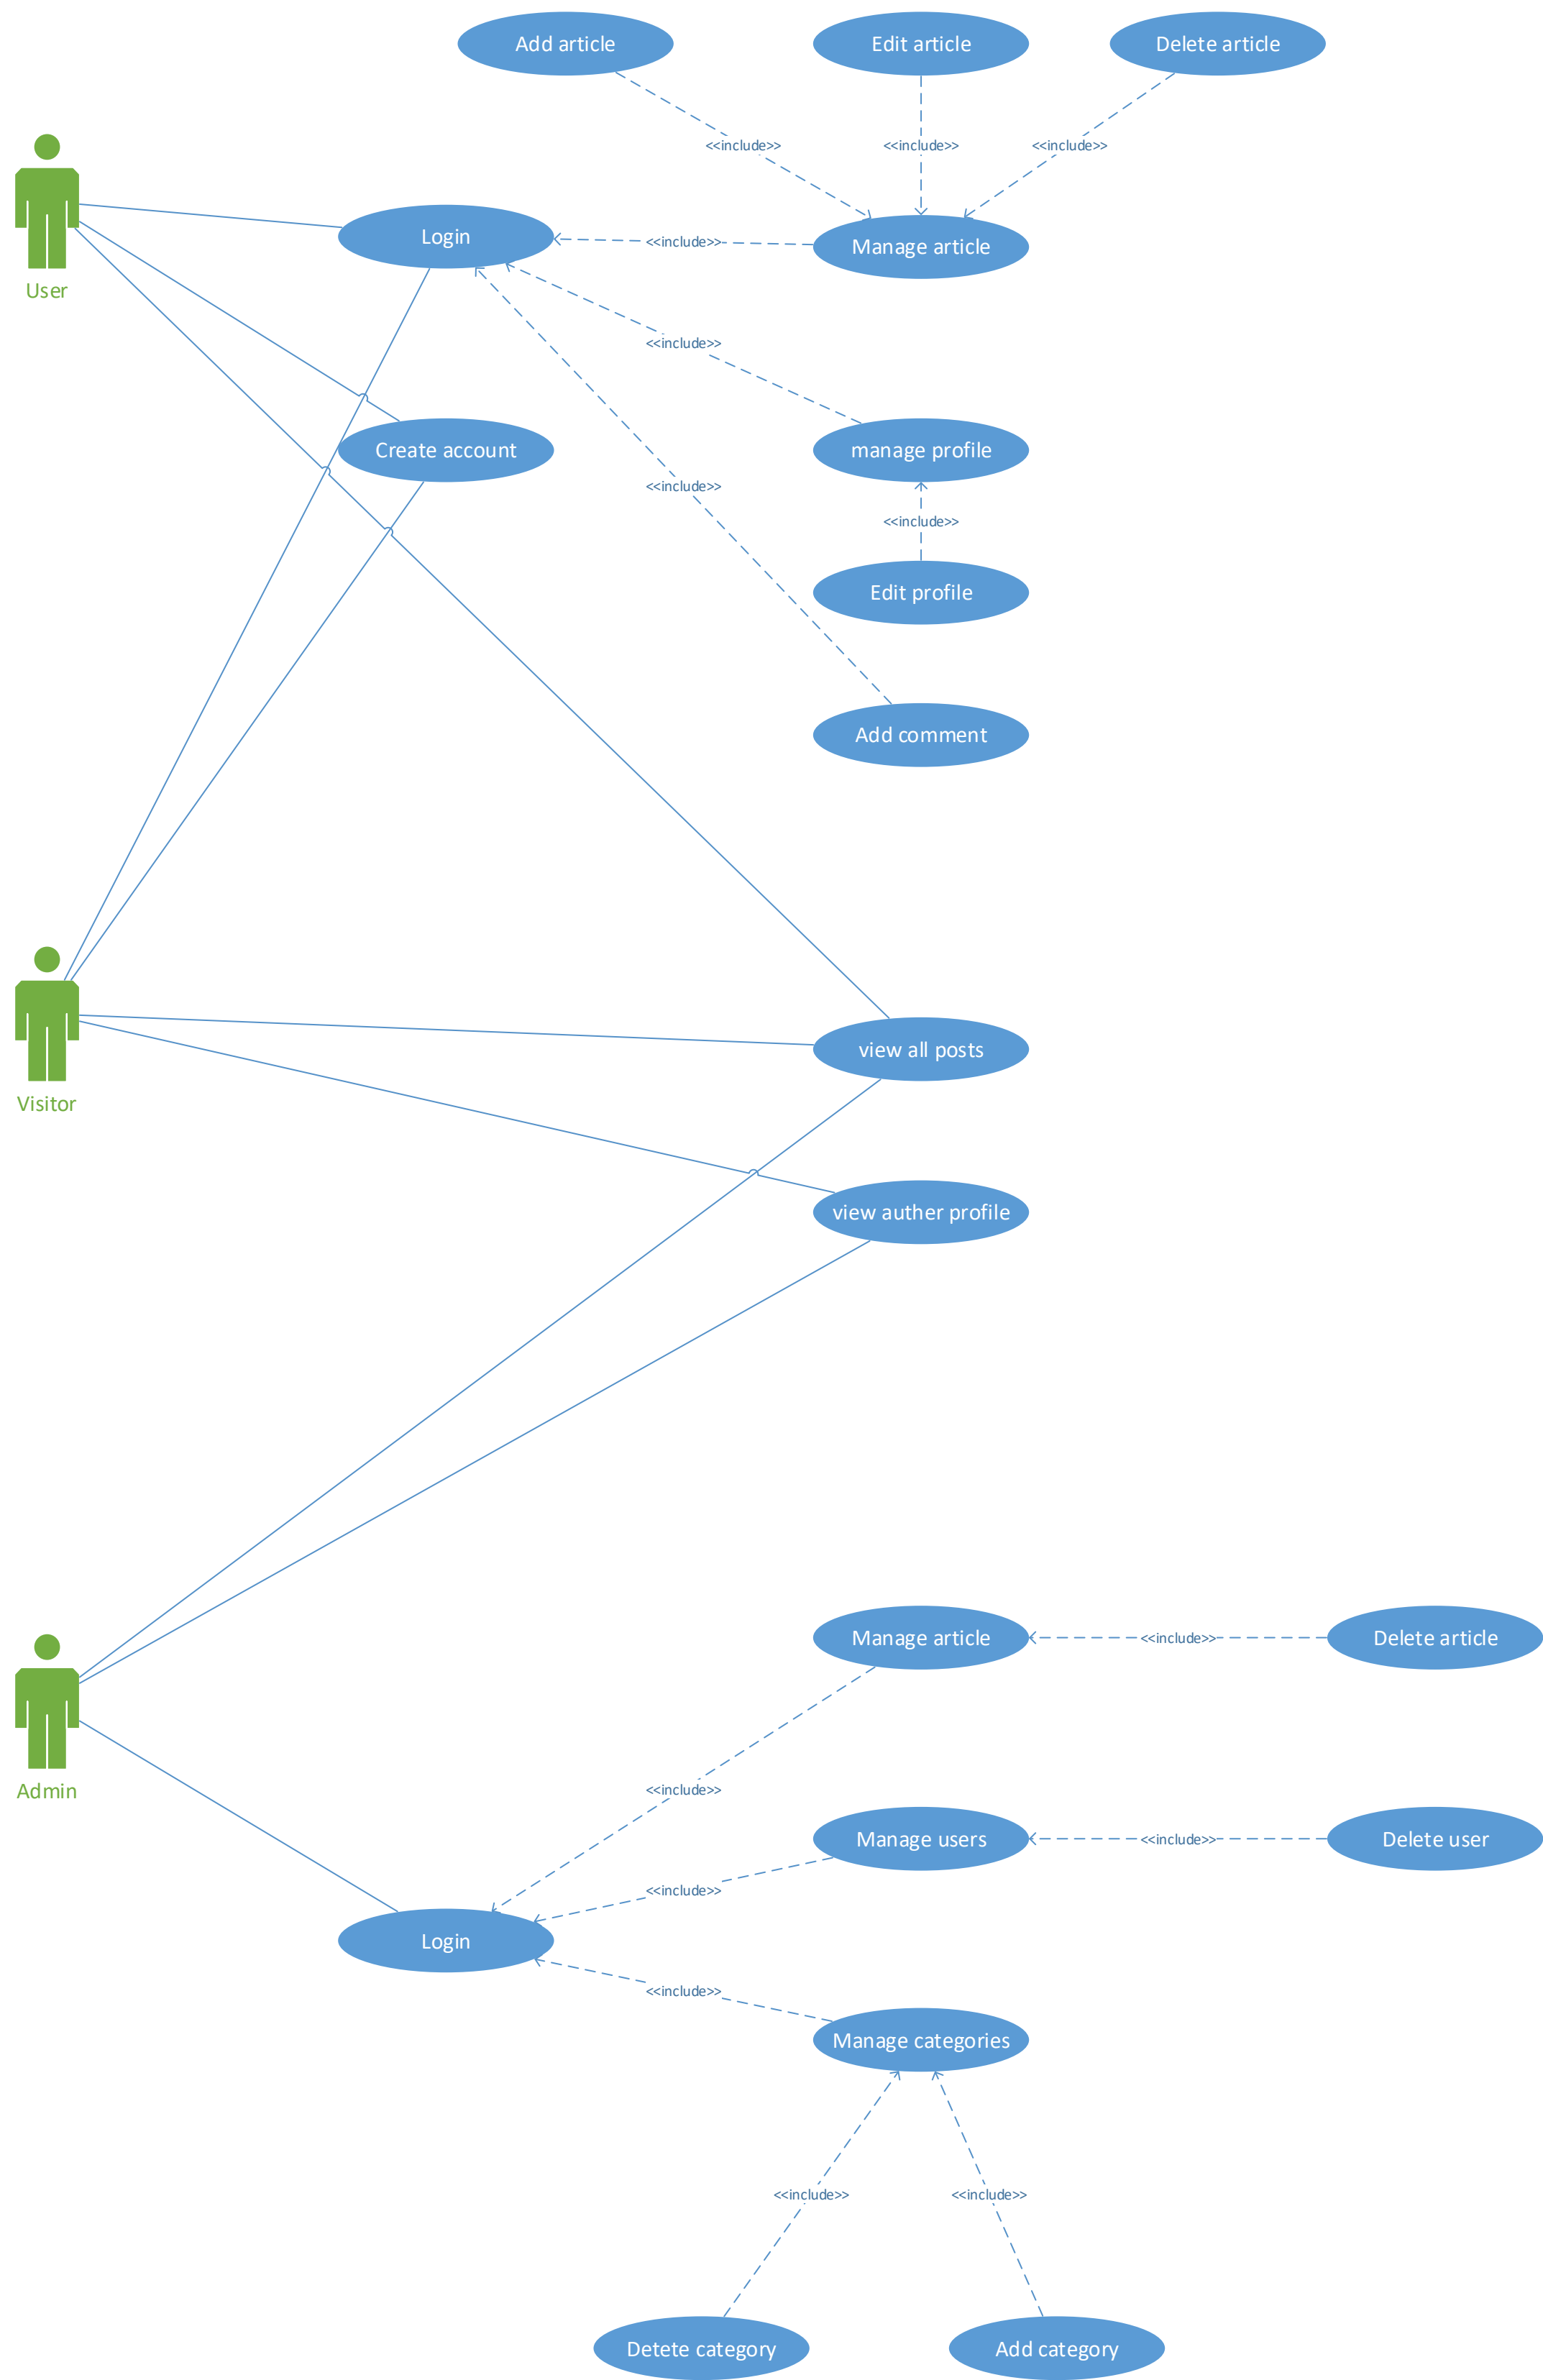 Add article
Edit article
Delete article
<<include>>
<<include>>
<<include>>
Login
<<include>>
Manage article
User
<<include>>
Create account
manage profile
<<include>>
<<include>>
Edit profile
Add comment
view all posts
Visitor
view auther profile
Manage article
<<include>>
Delete article
<<include>>
Admin
Manage users
<<include>>
Delete user
<<include>>
Login
<<include>>
Manage categories
<<include>>
<<include>>
Detete category
Add category